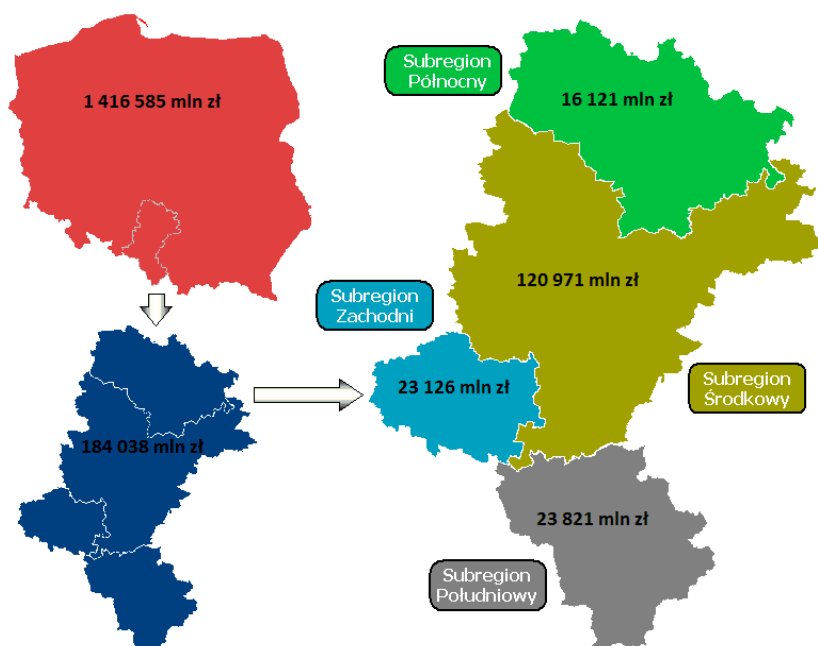 1 416 585 mln zł
184 038 mln zł
Subregion
Północny
16 121 mln zł
120 971 mln zł
Subregion
Zachodni
23 126 mln zł
Subregion
Środkowy
23 821 mln zł
Subregion
Południowy